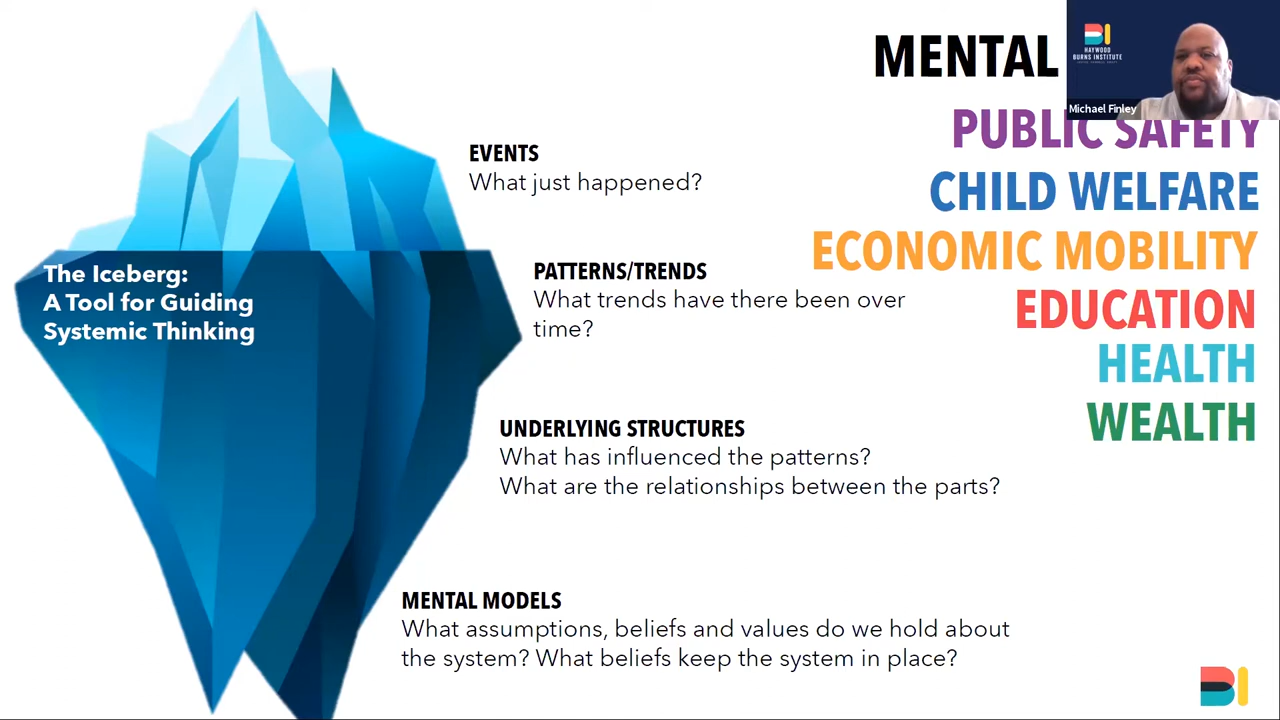 The Iceberg:
A Tool for Guiding
Systemic Thinking
EVENTS
What just happened?
PATTERNS/TRENDS
What trends have there been over
time?
UNDERLYING STRUCTURES
What has influenced the patterns?
What are the relationships between the parts?
MENTAL MODELS
What assumptions, beliefs and values do we hold about
the system? What beliefs keep the system in place?
MENTAL
PUBLIC SAFETY
CHILD WELFARE
ECONOMIC MOBILITY
EDUCATION
HEALTH
WEALTH
BI
HAYWOOD
BURNS INSTITUTE
Michael Finley
BI